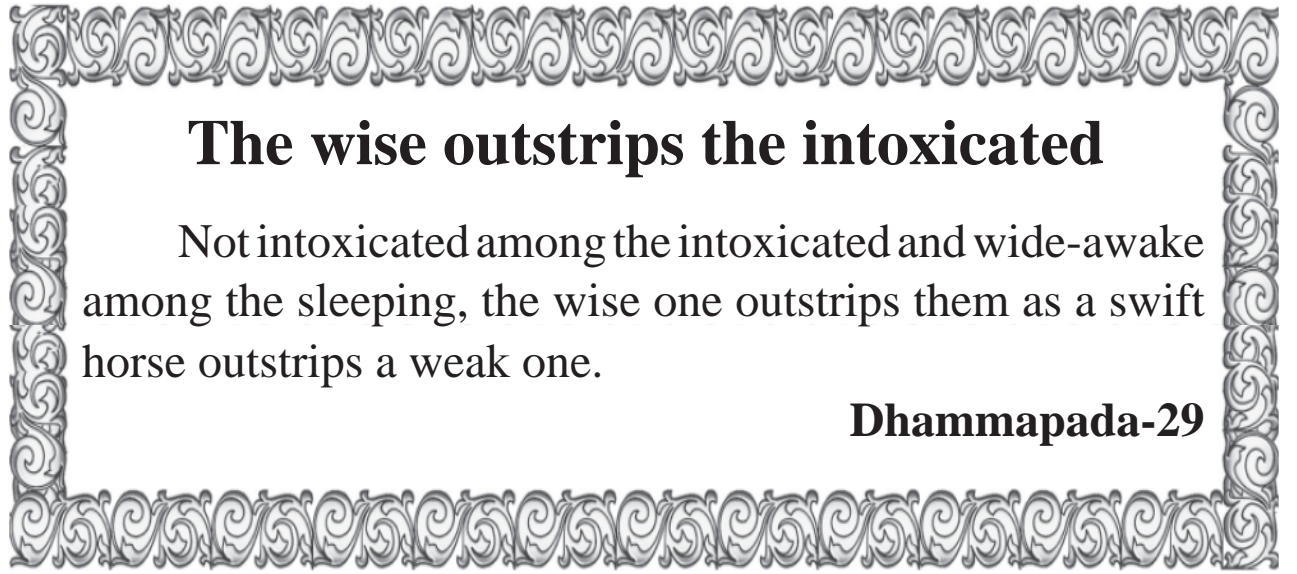 The wise outstrips the intoxicated
Not intoxicated among the intoxicated and wide-awake
among the sleeping, the wise one outstrips them as a swift
horse outstrips a weak one.
Dhammapada-29